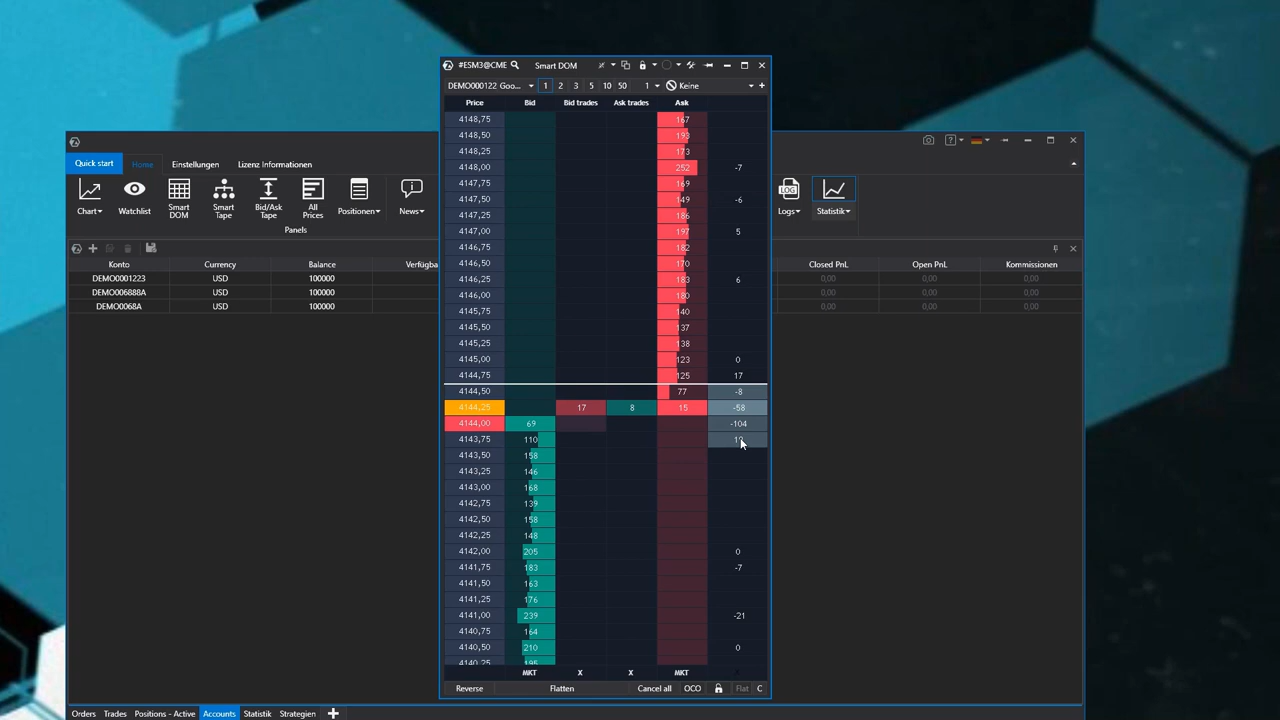 #ESM3@CME Smart DOM
DEMO000122 Goo... 1 2 3 5 10 50 1 Keine
Price Bid Bid trades Ask trades Ask
4148,75 167
4148,50 193
4148,25 173
4148,00 252 -7
4147,75 169
4147,50 149 -6
4147,25 186
4147,00 197 5
4146,75 182
4146,50 170
4146,25 183 6
4146,00 180
4145,75 140
4145,50 137
4145,25 138
4145,00 123 0
4144,75 125 17
4144,50 77 -8
4144,25 17 8 15 -58
4144,00 69 -104
4143,75 110
4143,50 158
4143,25 146
4143,00 168
4142,75 139
4142,50 158
4142,25 148
4142,00 205 0
4141,75 183 -7
4141,50 163
4141,25 176
4141,00 239 -21
4140,75 164
4140,50 210 0
4140,25 195
MKT X X MKT
Reverse Flatten Cancel all OCO Flat C
Quick start Home Einstellungen Lizenz Informationen
Chart Watchlist Smart DOM Smart Tape Bid/Ask Tape All Prices Positionen News LOG Logs Statistik
Panels
Konto Currency Balance Closed PnL Open PnL Kommissionen
DEMO0001223 USD 100000 0,00 0,00 0,00
DEMO006888A USD 100000 0,00 0,00 0,00
DEMO0068A USD 100000 0,00 0,00 0,00
Orders Trades Positions - Active Accounts Statistik Strategien